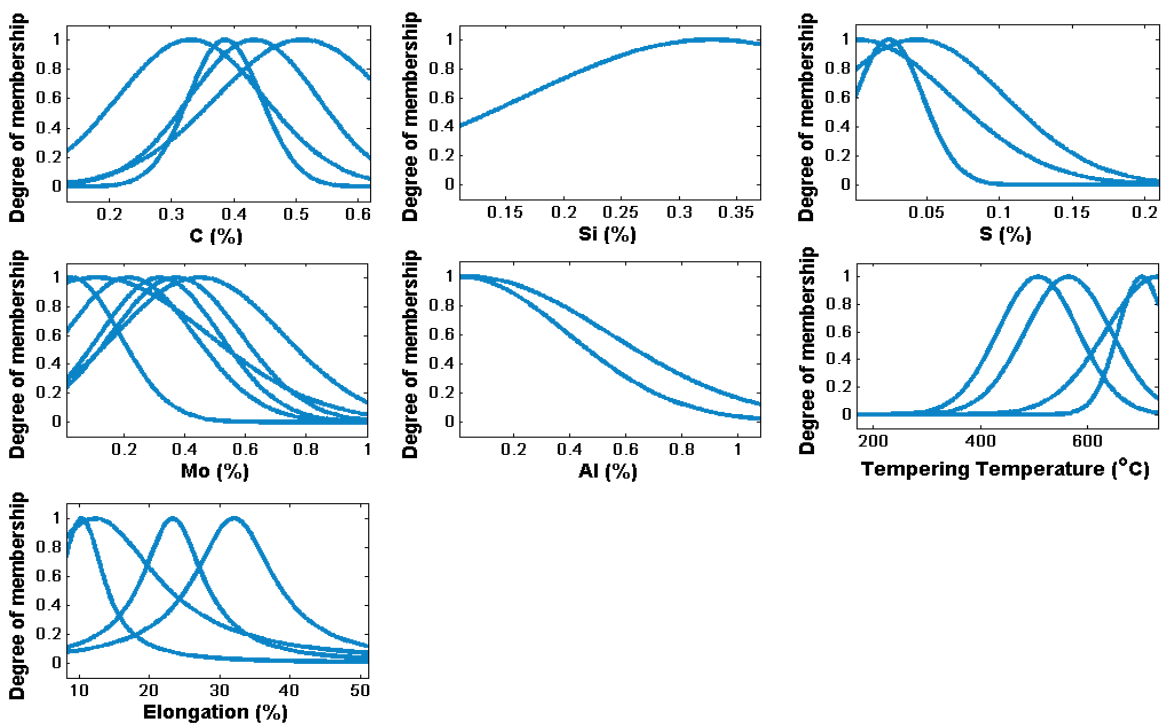 Degree of membership
1
0.8
0.6
0.4
0.2
0
0.2 0.3 0.4 0.5 0.6
C (%)
Degree of membership
1
0.8
0.6
0.4
0.2
0
0.15 0.2 0.25 0.3 0.35
Si (%)
Degree of membership
1
0.8
0.6
0.4
0.2
0
0.05 0.1 0.15 0.2
S (%)
Degree of membership
1
0.8
0.6
0.4
0.2
0
0.2 0.4 0.6 0.8 1
Mo (%)
Degree of membership
1
0.8
0.6
0.4
0.2
0
0.2 0.4 0.6 0.8 1
Al (%)
Degree of membership
1
0.8
0.6
0.4
0.2
0
200 400 600
Tempering Temperature (°C)
Degree of membership
1
0.8
0.6
0.4
0.2
0
10 20 30 40 50
Elongation (%)